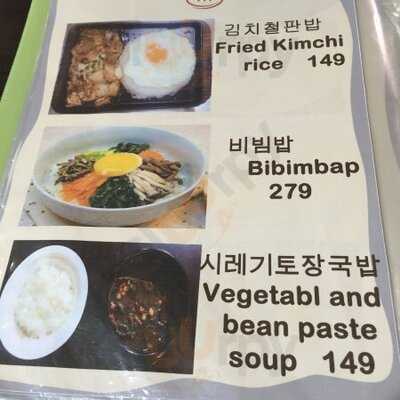 김치철판밥
Fried Kimchi
rice 149
비빔밥
Bibimbap
279
시레기토장국밥
Vegetabl and
bean paste
soup 149